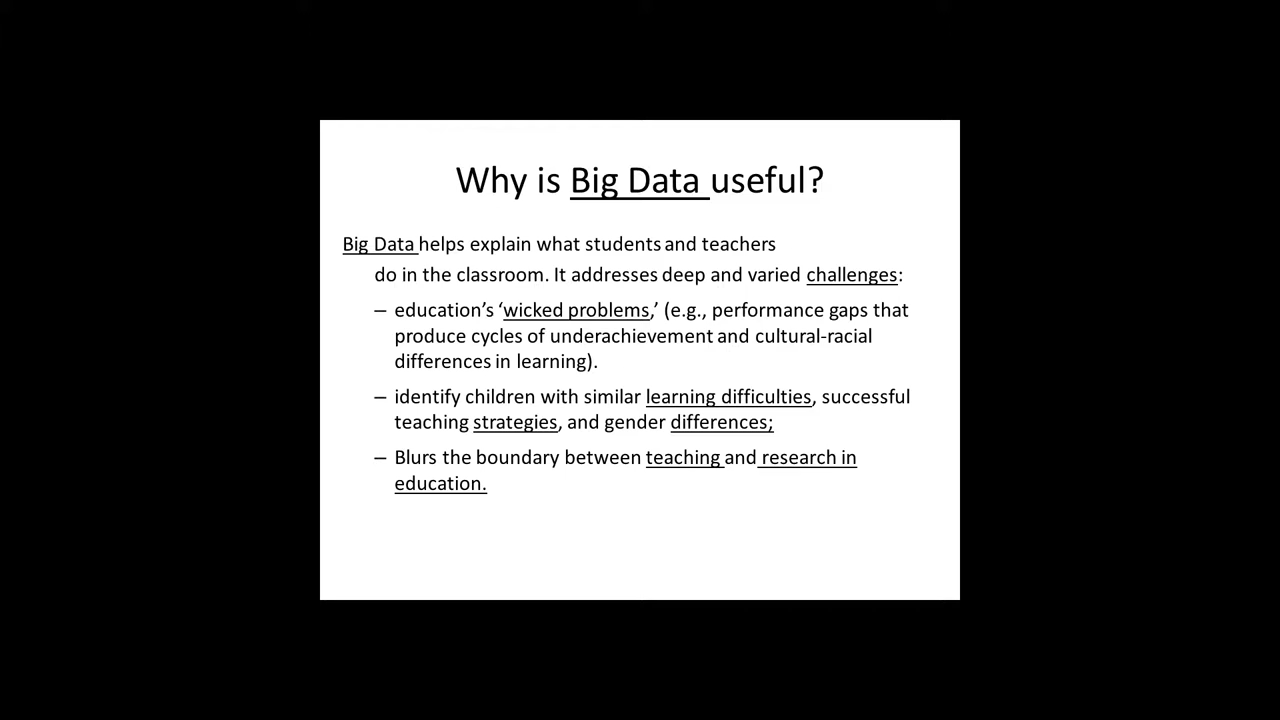 Why is Big Data useful?
Big Data helps explain what students and teachers
do in the classroom. It addresses deep and varied challenges:
– education’s ‘wicked problems,’ (e.g., performance gaps that
produce cycles of underachievement and cultural-racial
differences in learning).
– identify children with similar learning difficulties, successful
teaching strategies, and gender differences;
– Blurs the boundary between teaching and research in
education.